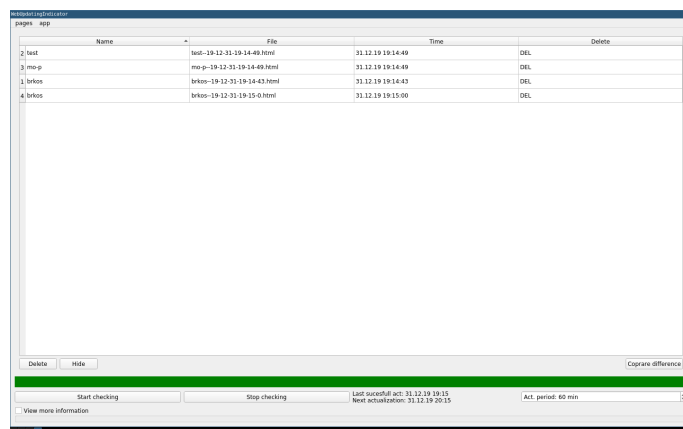 WebUpdatingIndicator
pages app
Name File Time Delete
2 test test--19-12-31-19-14-49.html 31.12.19 19:14:49 DEL
3 mo-p mo-p--19-12-31-19-14-49.html 31.12.19 19:14:49 DEL
1 brkos brkos--19-12-31-19-14-43.html 31.12.19 19:14:43 DEL
4 brkos brkos--19-12-31-19-15-0.html 31.12.19 19:15:00 DEL
Delete Hide Coprare difference
Start checking Stop checking Last sucesfull act: 31.12.19 19:15 Act. period: 60 min
Next actualization: 31.12.19 20:15
View more information